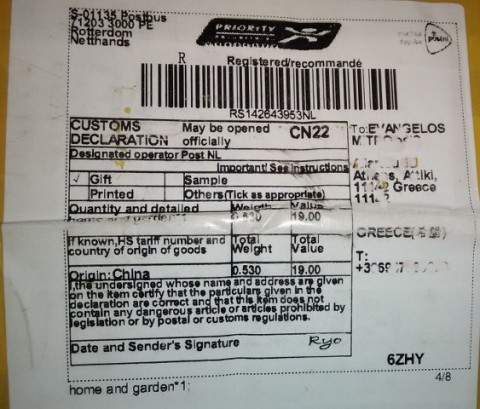 S-01135 Postbus
71203 3000 PE
Rotterdam
Netthands
PRIORITY
postnl
R Registered/recommandé
RS142643953NL
CUSTOMS DECLARATION May be opened officially CN22
Designated operator Post NL
Important! See instructions
✓ Gift Sample
Printed Others(Tick as appropriate)
Quantity and detailed Weight Value
0.530 19.00
If known,HS tariff number and country of origin of goods Total Weight Total Value
Origin: China 0.530 19.00
I,the undersigned whose name and address are given
on the item certify that the particulars given in the
declaration are correct and that this item does not
contain any dangerous article or articles prohibited by
legislation or by postal or customs regulations.
Date and Sender's Signature Ryo
To:EVANGELOS
Athens, Attiki,
Greece
GREECE
T:
6ZHY
4/8
home and garden*1;